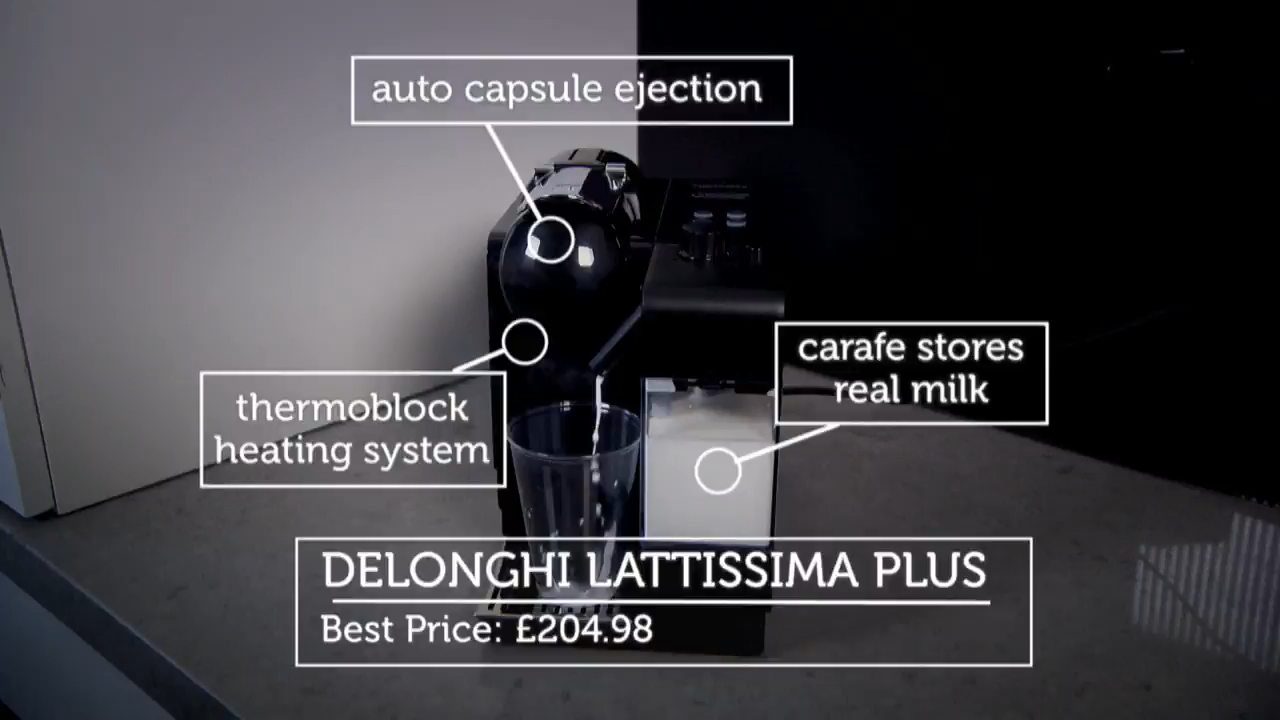 auto capsule ejection
carafe stores
real milk
thermoblock
heating system
DELONGHI LATTISSIMA PLUS
Best Price: £204.98